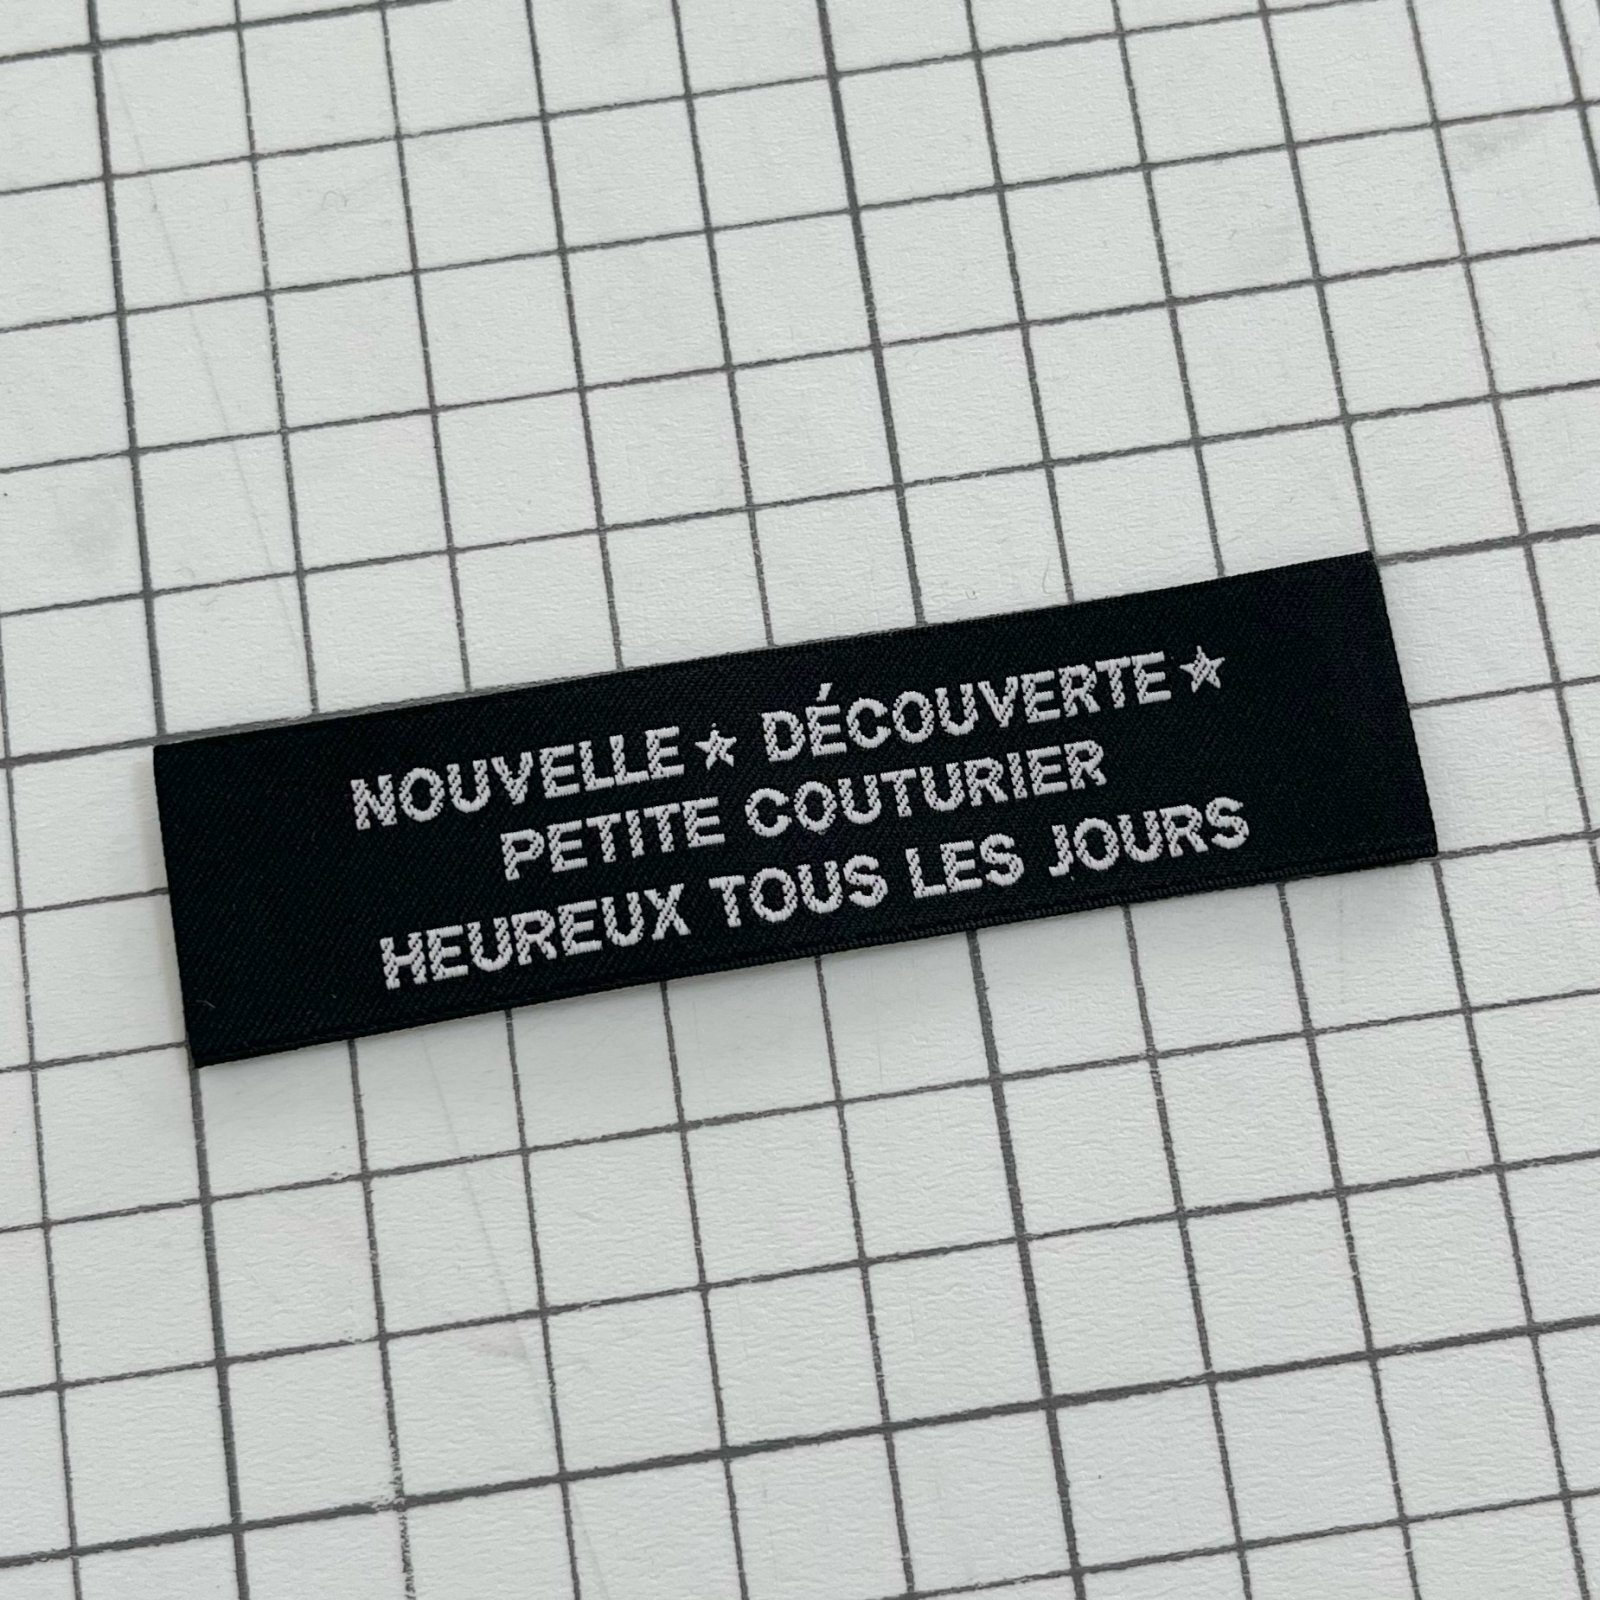 NOUVELLE★ DÉCOUVERTE★
PETITE COUTURIER
HEUREUX TOUS LES JOURS